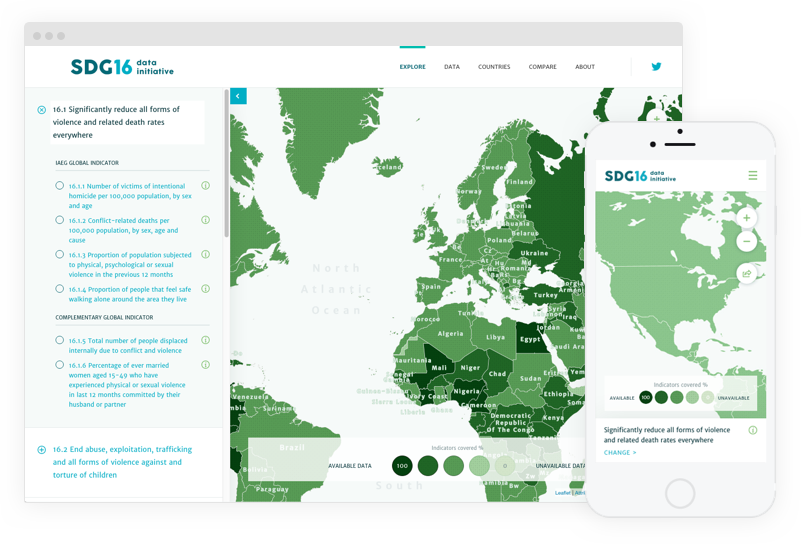 SDG16 data
initiative
EXPLORE DATA COUNTRIES COMPARE ABOUT
16.1 Significantly reduce all forms of
violence and related death rates
everywhere
IAEG GLOBAL INDICATOR
16.1.1 Number of victims of intentional
homicide per 100,000 population, by sex
and age
16.1.2 Conflict-related deaths per
100,000 population, by sex, age and
cause
16.1.3 Proportion of population subjected
to physical, psychological or sexual
violence in the previous 12 months
16.1.4 Proportion of people that feel safe
walking alone around the area they live
COMPLEMENTARY GLOBAL INDICATOR
16.1.5 Total number of people displaced
internally due to conflict and violence
16.1.6 Percentage of ever married
women aged 15-49 who have
experienced physical or sexual violence
in last 12 months committed by their
husband or partner
16.2 End abuse, exploitation, trafficking
and all forms of violence against and
torture of children
Iceland
Sweden
Finland
Norway
Estonia
Latvia
Belarus
Poland
Ukraine
France
Romania
Spain
Turkey
Syria
Iraq
Jordan
Morocco
Algeria
Libya
Egypt
Mauritania
Mali
Niger
Chad
Sudan
Senegal
Gambia
Guinea-Bissau
Sierra Leone
Liberia
Ivory Coast
Ghana
Nigeria
Cameroon
Ethiopia
Kenya
Democratic
Republic
Of The Congo
North
Atlantic
Ocean
Venezuela
Suriname
Brazil
Bolivia
Paraguay
South
Indicators covered %
AVAILABLE DATA 100 0 UNAVAILABLE DATA
Leaflet
SDG16 data
initiative
Indicators covered %
AVAILABLE 100 0 UNAVAILABLE
Significantly reduce all forms of violence
and related death rates everywhere
CHANGE >